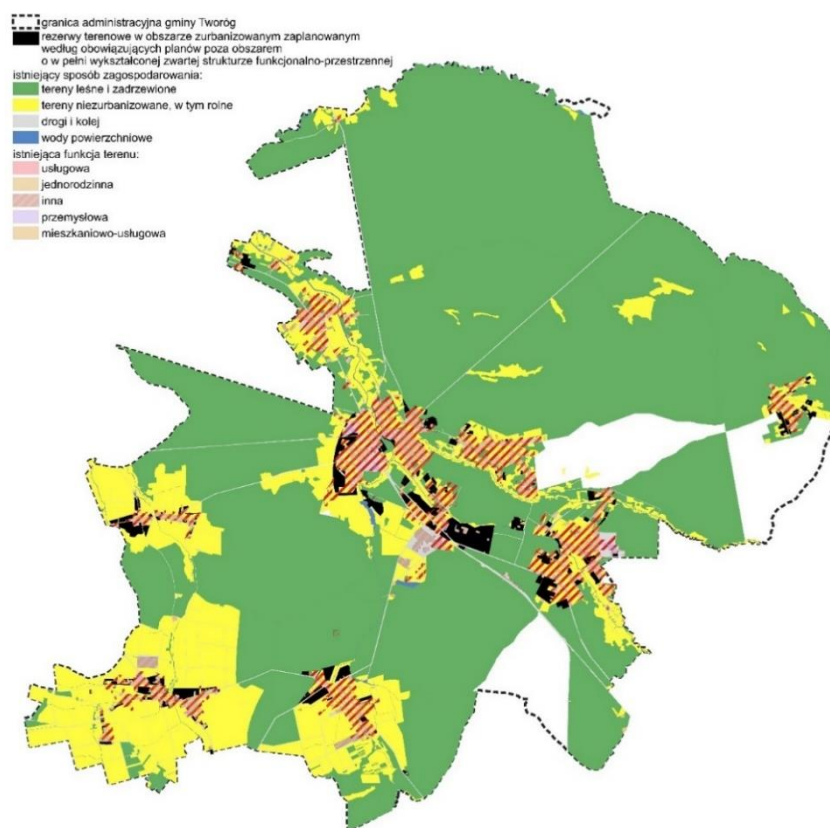 granica administracyjna gminy Tworóg
rezerwy terenowe w obszarze zurbanizowanym zaplanowanym
według obowiązujących planów poza obszarem
o w pełni wykształconej zwartej strukturze funkcjonalno-przestrzennej
istniejący sposób zagospodarowania:
tereny leśne i zadrzewione
tereny niezurbanizowane, w tym rolne
drogi i kolej
wody powierzchniowe
istniejąca funkcja terenu:
usługowa
jednorodzinna
inna
przemysłowa
mieszkaniowo-usługowa